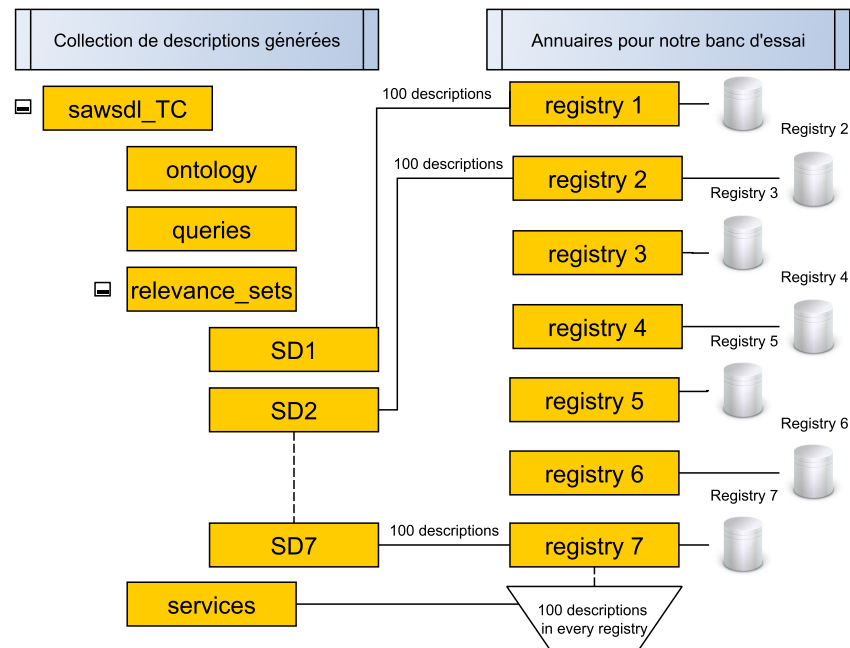 Collection de descriptions générées
Annuaires pour notre banc d'essai
sawsdl_TC
ontology
queries
relevance_sets
SD1
SD2
SD7
services
100 descriptions
100 descriptions
100 descriptions
registry 1
registry 2
registry 3
registry 4
registry 5
registry 6
registry 7
Registry 2
Registry 3
Registry 4
Registry 5
Registry 6
Registry 7
100 descriptions
in every registry